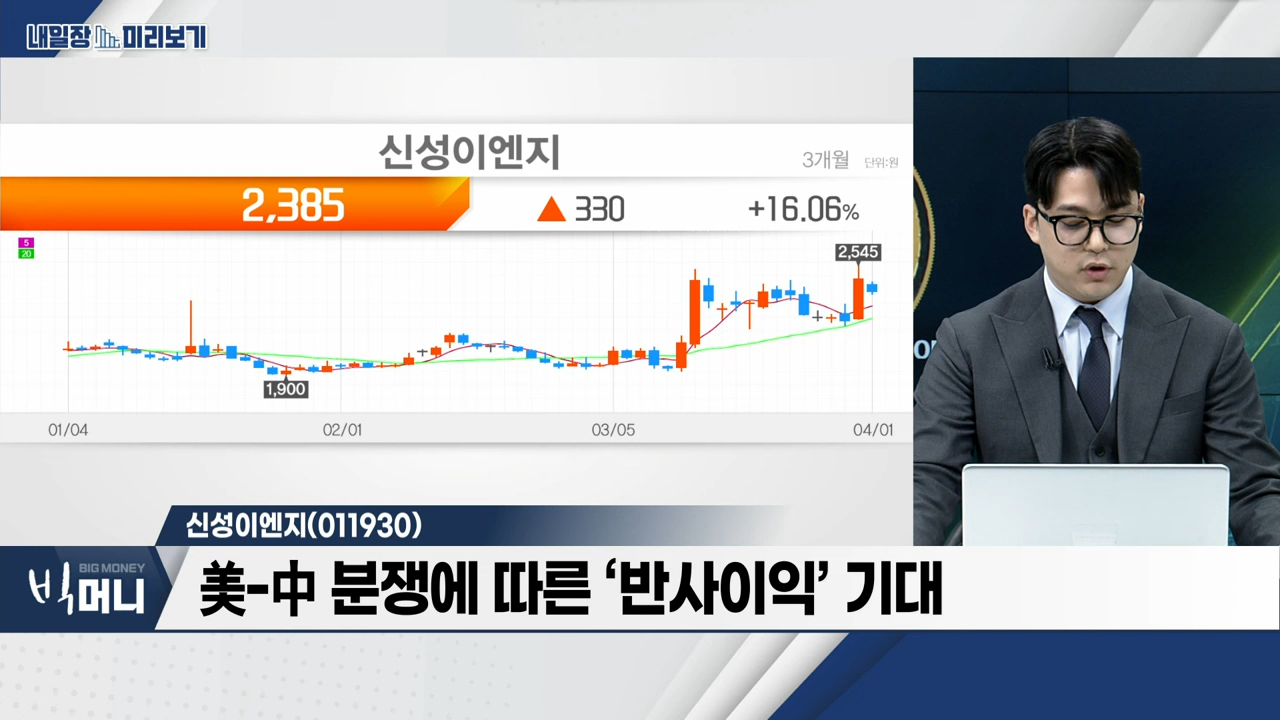 내일장 미리보기
신성이엔지
3개월 단위:원
2,385 ▲ 330 +16.06%
5
20
2,545
1,900
01/04 02/01 03/05 04/01
신성이엔지(011930)
BIG MONEY
빅머니
美-中 분쟁에 따른 ‘반사이익’ 기대